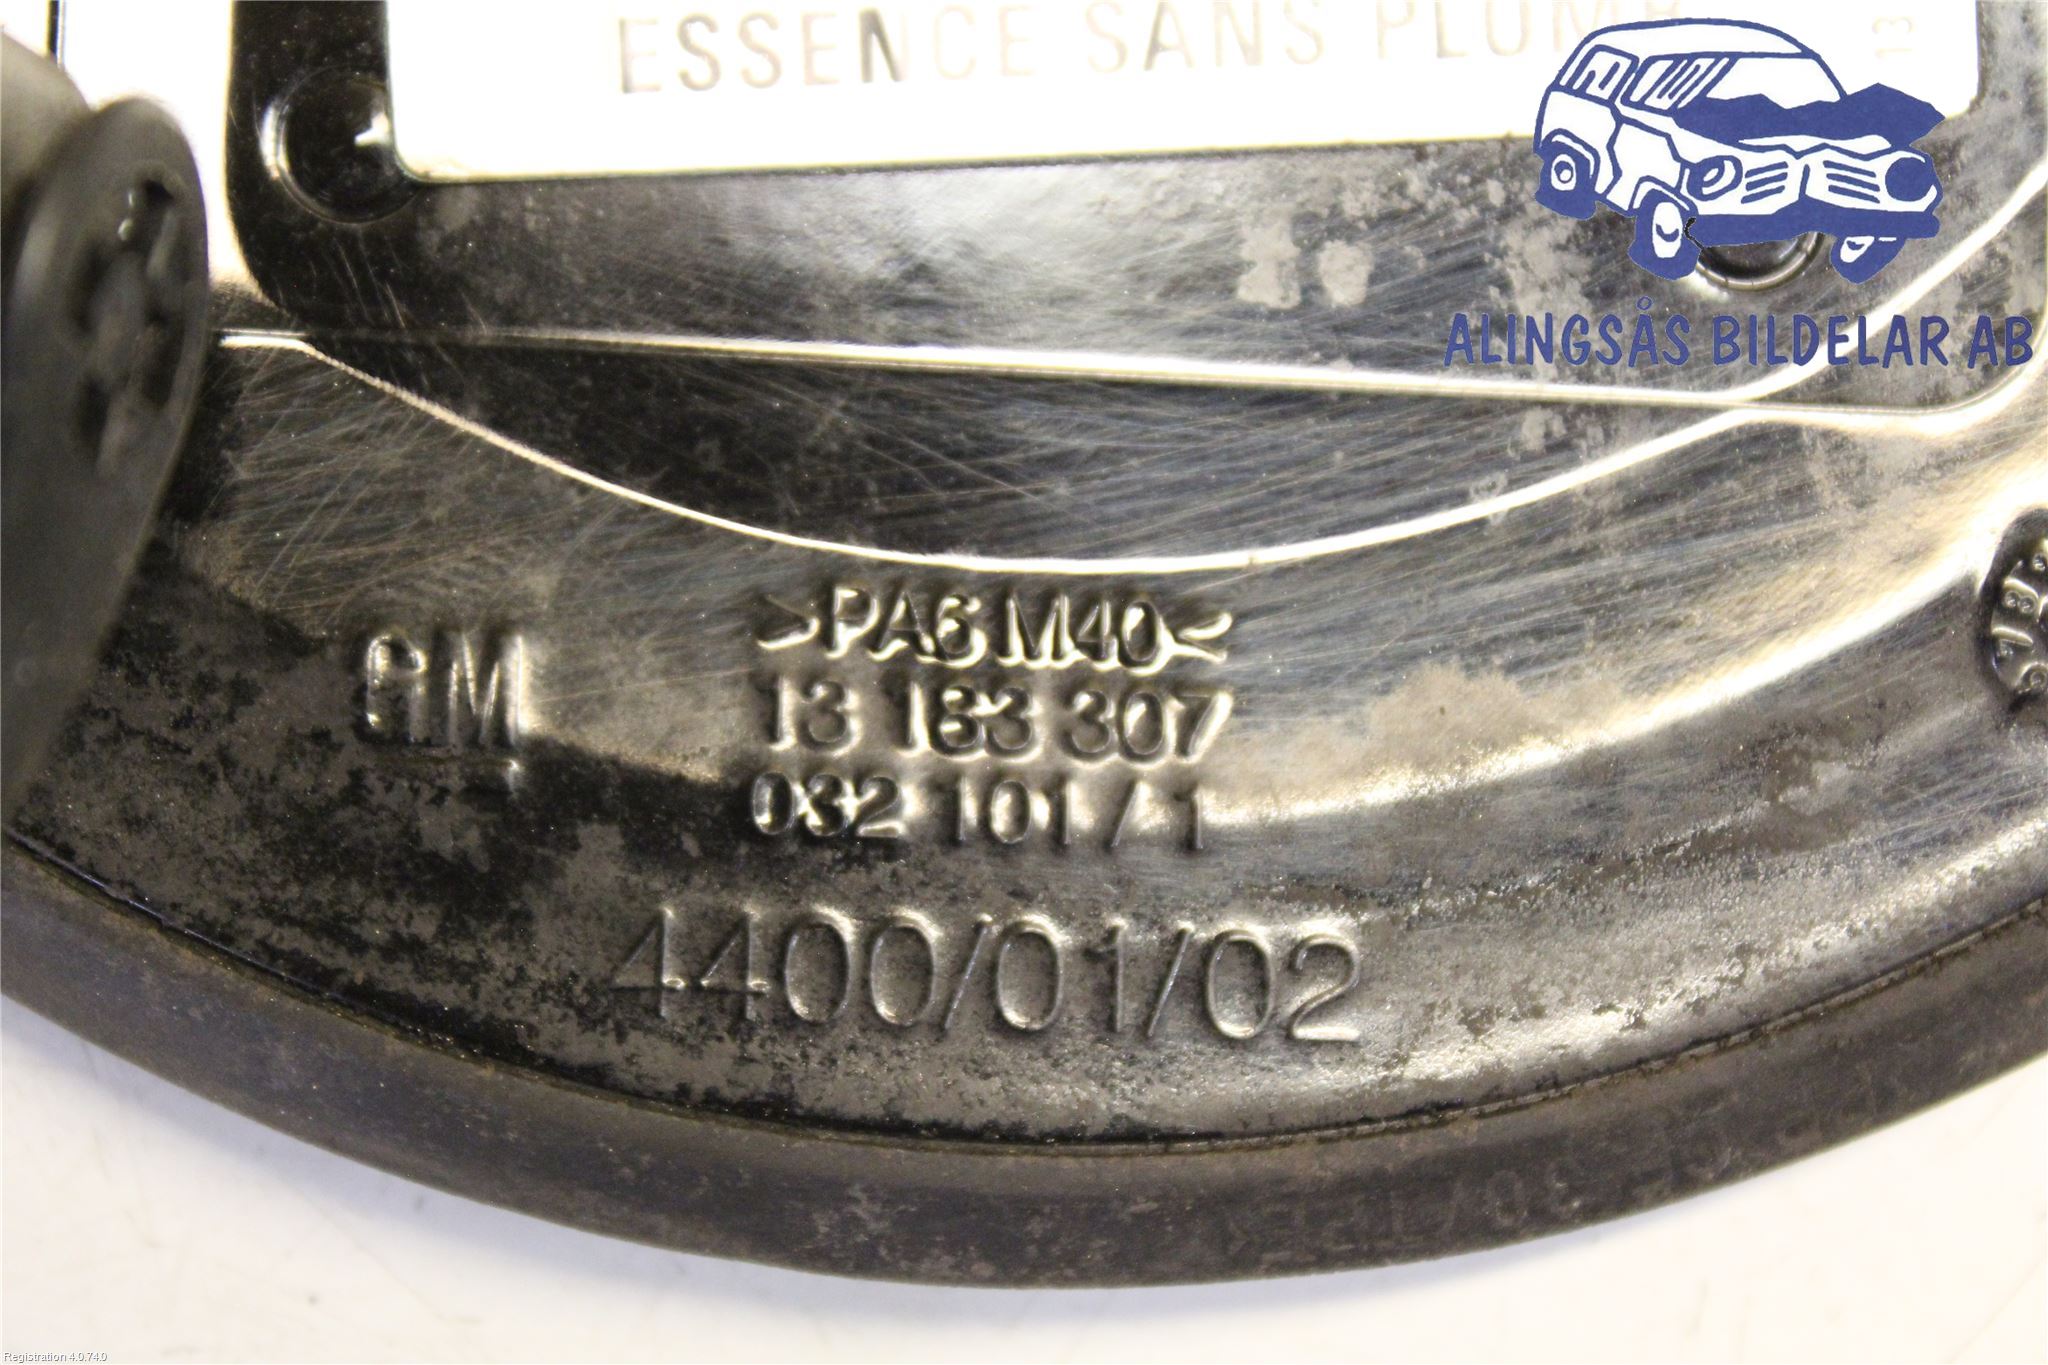 ESSENCE SANS PLOMB
13
ALINGSÅS BILDELAR AB
>PA6 M40<
GM
13 183 307
032 101 / 1
4400/01/02
Registration 4.0.74.0